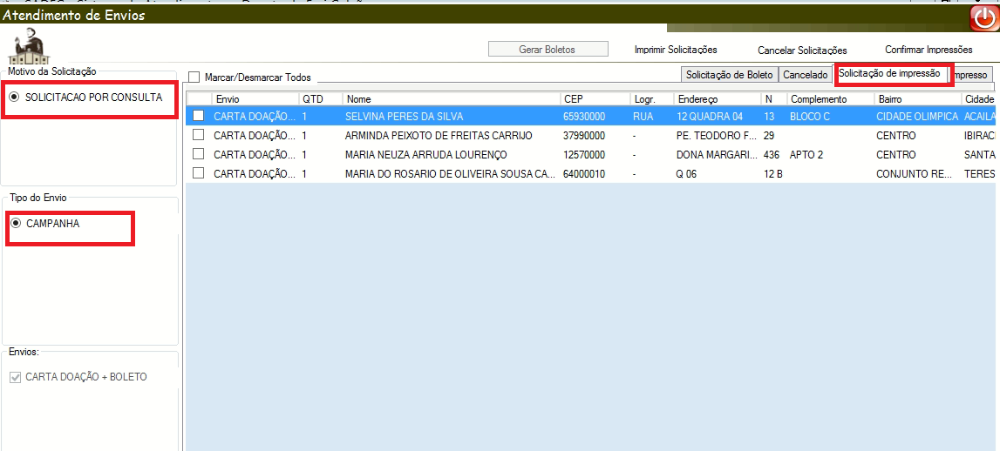 Atendimento de Envios
Gerar Boletos Imprimir Solicitações Cancelar Solicitações Confirmar Impressões
Motivo da Solicitação
SOLICITACAO POR CONSULTA
Marcar/Desmarcar Todos
Solicitação de Boleto Cancelado Solicitação de impressão mpresso
Envio QTD Nome CEP Logr. Endereço N Complemento Bairro Cidade
CARTA DOAÇÃO... 1 SELVINA PERES DA SILVA 65930000 RUA 12 QUADRA 04 13 BLOCO C CIDADE OLIMPICA ACAILA
CARTA DOAÇÃO... 1 ARMINDA PEIXOTO DE FREITAS CARRIJO 37990000 - PE. TEODORO F... 29 CENTRO IBIRACI
CARTA DOAÇÃO... 1 MARIA NEUZA ARRUDA LOURENÇO 12570000 - DONA MARGARI... 436 APTO 2 CENTRO SANTA
CARTA DOAÇÃO... 1 MARIA DO ROSARIO DE OLIVEIRA SOUSA CA... 64000010 - Q 06 12 B CONJUNTO RE... TERES
Tipo do Envio
CAMPANHA
Envios:
CARTA DOAÇÃO + BOLETO